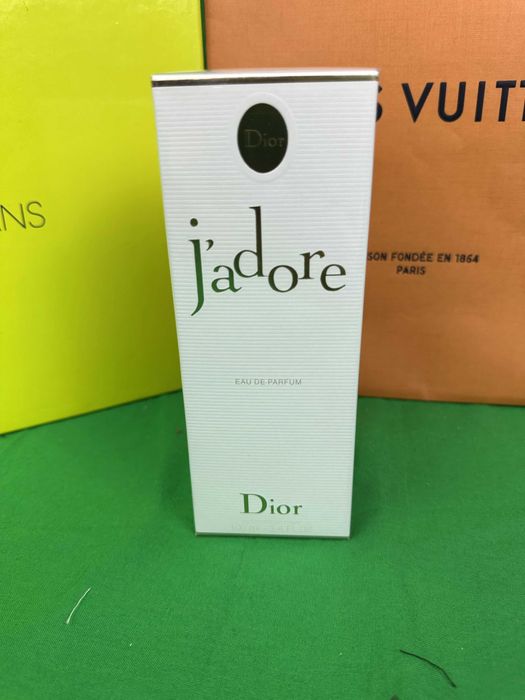 Dior
j'adore
EAU DE PARFUM
Dior
NS
S VUITT
SON FONDÉE EN 1864
PARIS